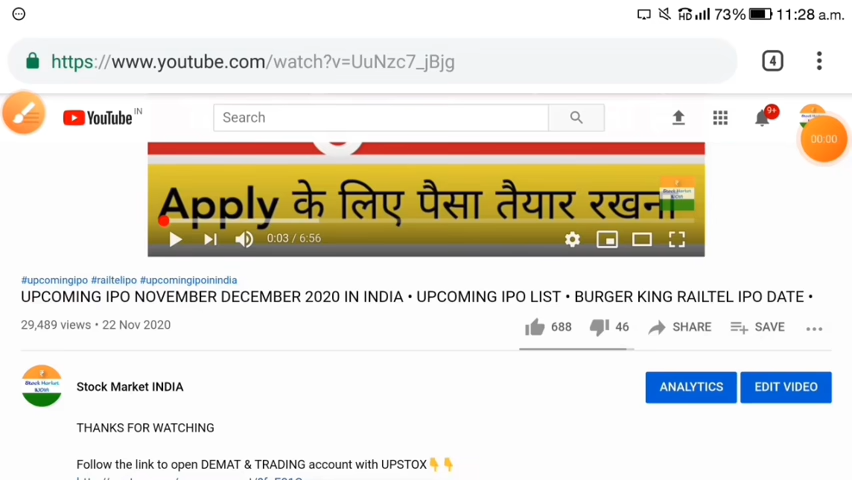 73% 11:28 a.m.
https://www.youtube.com/watch?v=UuNzc7_jBjg
4
YouTube IN
Search
9+
00:00
Apply के लिए पैसा तैयार रखना
0:03 / 6:56
#upcomingipo #railtelipo #upcomingipoinindia
UPCOMING IPO NOVEMBER DECEMBER 2020 IN INDIA • UPCOMING IPO LIST • BURGER KING RAILTEL IPO DATE •
29,489 views • 22 Nov 2020
688 46 SHARE SAVE
Stock Market INDIA
Stock Market INDIA
ANALYTICS EDIT VIDEO
THANKS FOR WATCHING
Follow the link to open DEMAT & TRADING account with UPSTOX👇👇